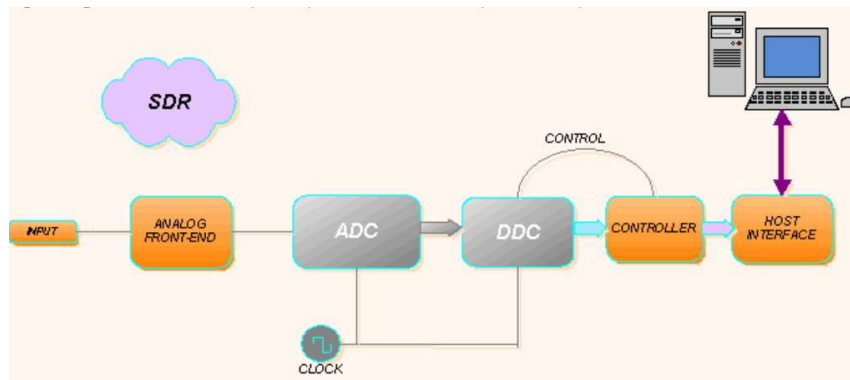 SDR
CONTROL
INPUT
ANALOG
FRONT-END
ADC
DDC
CONTROLLER
HOST
INTERFACE
CLOCK